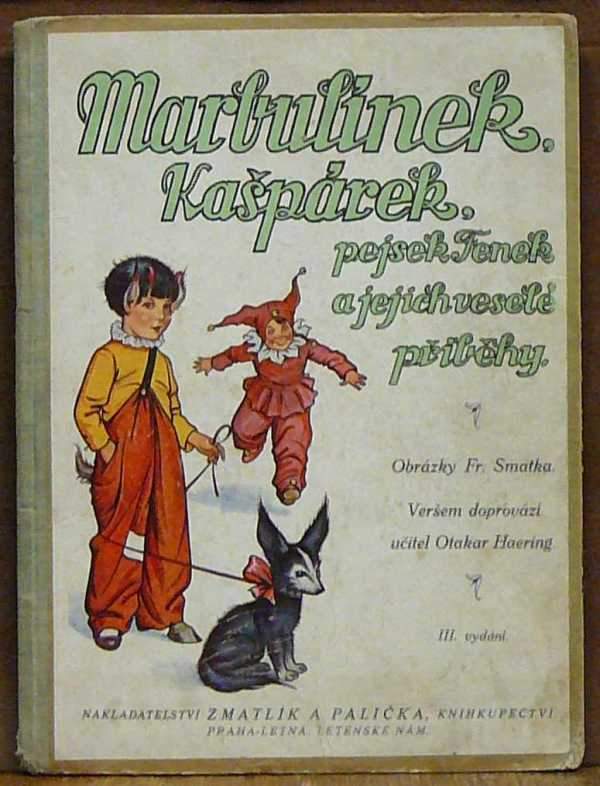 Marbulínek,
Kašpárek,
pejsek Fenek
a jejich veselé
příběhy.
Obrázky Fr. Smatka.
Veršem doprovází
učitel Otakar Haering
III. vydání
NAKLADATELSTVÍ ZMATLÍK A PALIČKA, KNIHKUPECTVÍ
PRAHA-LETNÁ, LETENSKÉ NÁM.